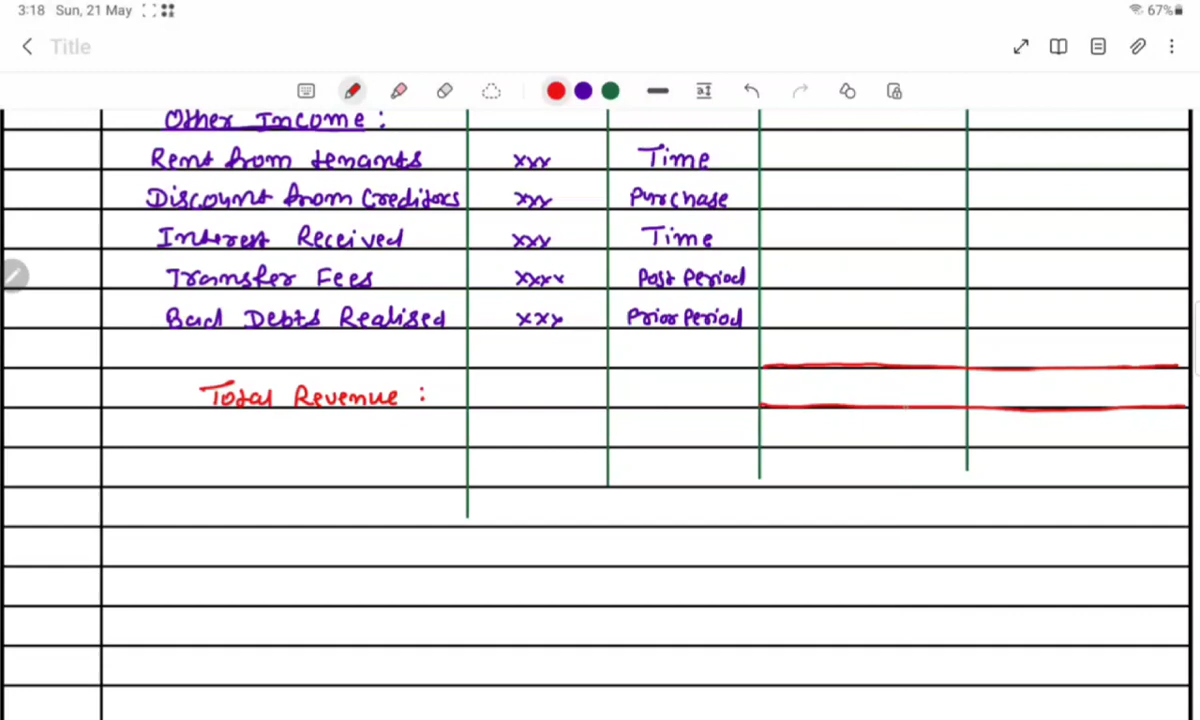 3:18 Sun, 21 May 67%
Title
Other Income :
Rent from tenants xxx Time
Discount from Creditors xxx Purchase
Interest Received xxx Time
Transfer Fees xxxx Post Period
Bad Debts Realised xxx Prior Period
Total Revenue :